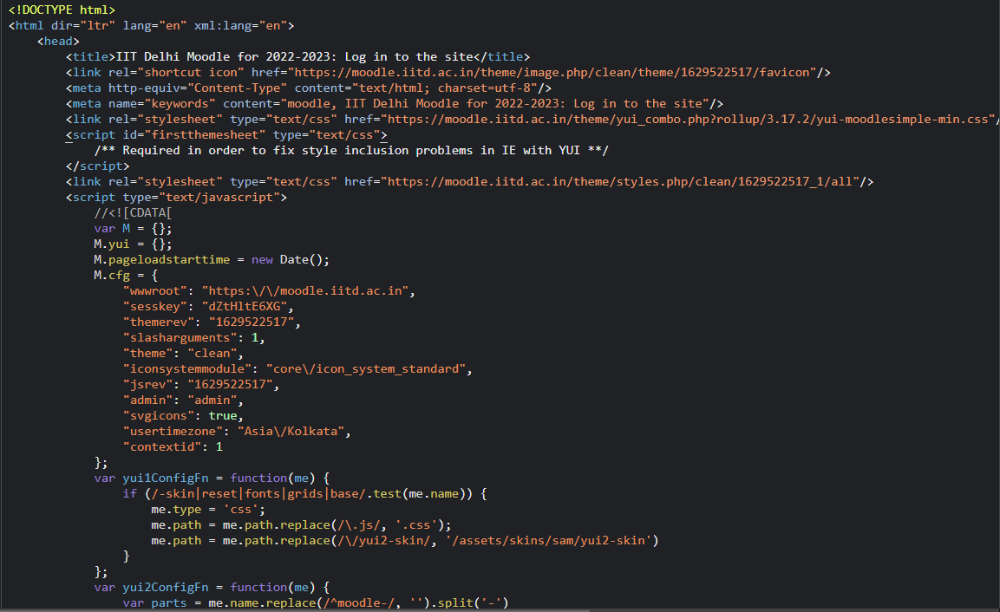 <!DOCTYPE html>
<html dir="ltr" lang="en" xml:lang="en">
<head>
<title>IIT Delhi Moodle for 2022-2023: Log in to the site</title>
<link rel="shortcut icon" href="https://moodle.iitd.ac.in/theme/image.php/clean/theme/1629522517/favicon"/>
<meta http-equiv="Content-Type" content="text/html; charset=utf-8"/>
<meta name="keywords" content="moodle, IIT Delhi Moodle for 2022-2023: Log in to the site"/>
<link rel="stylesheet" type="text/css" href="https://moodle.iitd.ac.in/theme/yui_combo.php?rollup/3.17.2/yui-moodlesimple-min.css"/
<script id="firstthemesheet" type="text/css">
/** Required in order to fix style inclusion problems in IE with YUI **/
</script>
<link rel="stylesheet" type="text/css" href="https://moodle.iitd.ac.in/theme/styles.php/clean/1629522517_1/all"/>
<script type="text/javascript">
//<![CDATA[
var M = {};
M.yui = {};
M.pageloadstarttime = new Date();
M.cfg = {
"wwwroot": "https:\/\/moodle.iitd.ac.in",
"sesskey": "dZtHltE6XG",
"themerev": "1629522517",
"slasharguments": 1,
"theme": "clean",
"iconsystemmodule": "core\/icon_system_standard",
"jsrev": "1629522517",
"admin": "admin",
"svgicons": true,
"usertimezone": "Asia\/Kolkata",
"contextid": 1
};
var yui1ConfigFn = function(me) {
if (/-skin|reset|fonts|grids|base/.test(me.name)) {
me.type = 'css';
me.path = me.path.replace(/\.js/, '.css');
me.path = me.path.replace(/\/yui2-skin/, '/assets/skins/sam/yui2-skin')
}
};
var yui2ConfigFn = function(me) {
var parts = me.name.replace(/^moodle-/, '').split('-')